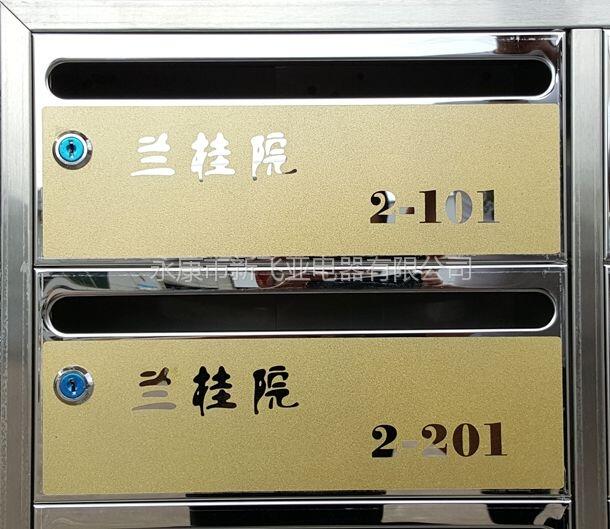 兰桂院
2-101
永康市新飞亚电器有限公司
兰桂院
2-201